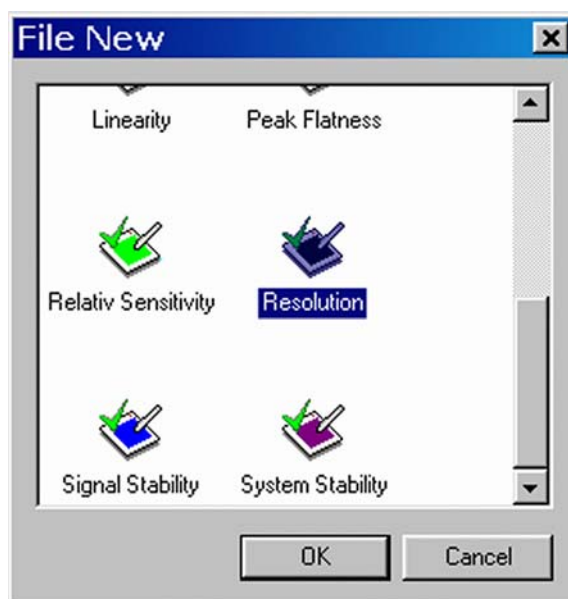 File New
Linearity Peak Flatness
Relativ Sensitivity Resolution
Signal Stability System Stability
OK Cancel